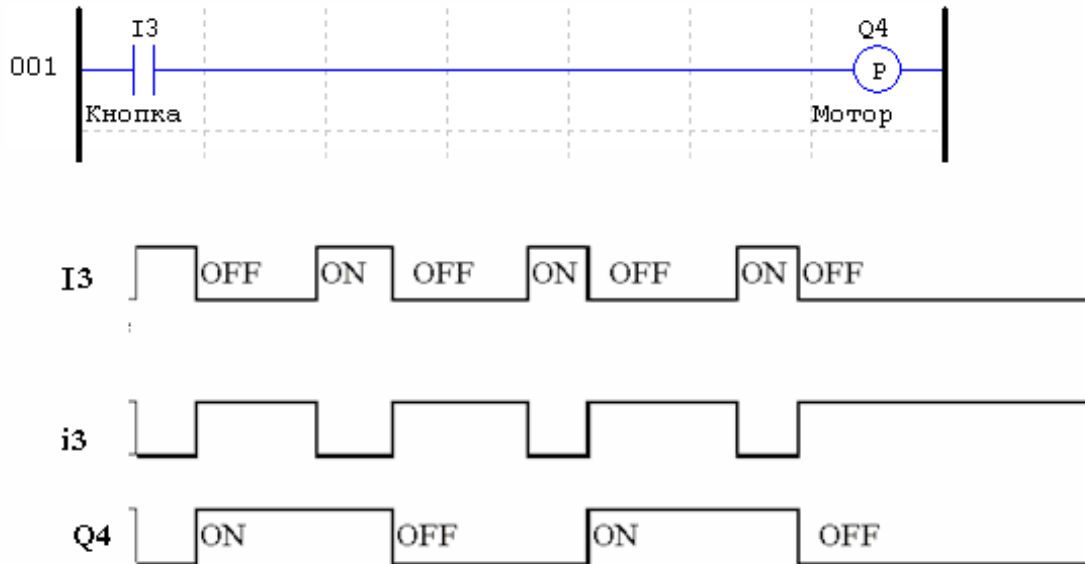 I3 Q4
001 P
Кнопка Мотор
I3 OFF ON OFF ON OFF ON OFF
i3
Q4 ON OFF ON OFF